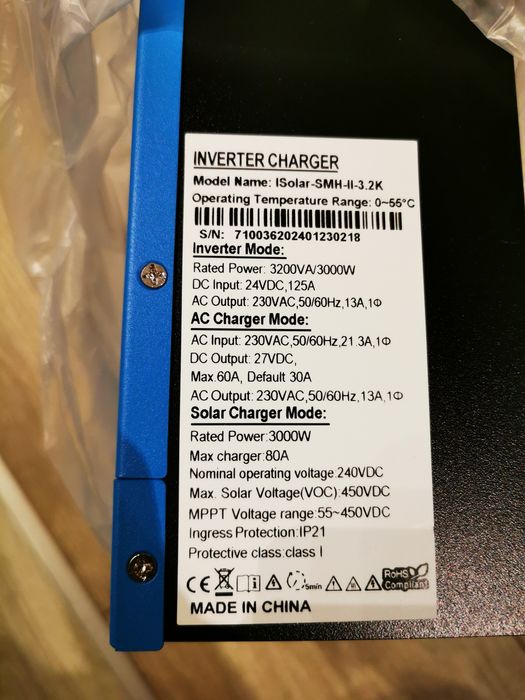 INVERTER CHARGER
Model Name: ISolar-SMH-II-3.2K
Operating Temperature Range: 0~55°C
S/N: 710036202401230218
Inverter Mode:
Rated Power: 3200VA/3000W
DC Input: 24VDC,125A
AC Output: 230VAC,50/60Hz,13A,1Φ
AC Charger Mode:
AC Input: 230VAC,50/60Hz,21.3A,1Φ
DC Output: 27VDC,
Max.60A, Default 30A
AC Output: 230VAC,50/60Hz,13A,1Φ
Solar Charger Mode:
Rated Power:3000W
Max charger:80A
Nominal operating voltage:240VDC
Max. Solar Voltage(VOC):450VDC
MPPT Voltage range:55~450VDC
Ingress Protection:IP21
Protective class:class I
CE 5min RoHS
Compliant
MADE IN CHINA